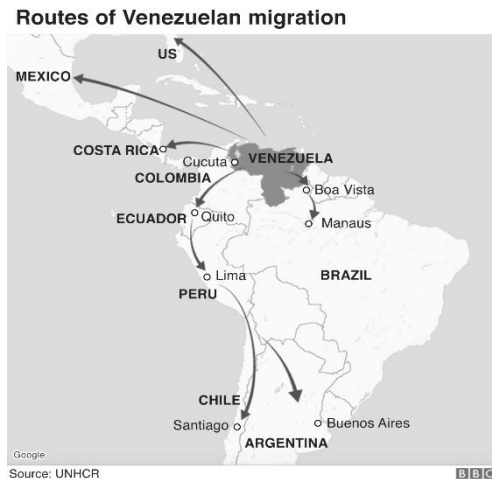 Routes of Venezuelan migration
US
MEXICO
COSTA RICA
Cucuta
VENEZUELA
COLOMBIA
Boa Vista
ECUADOR
Quito
Manaus
Lima
BRAZIL
PERU
CHILE
Santiago
Buenos Aires
ARGENTINA
Google
Source: UNHCR
BBC